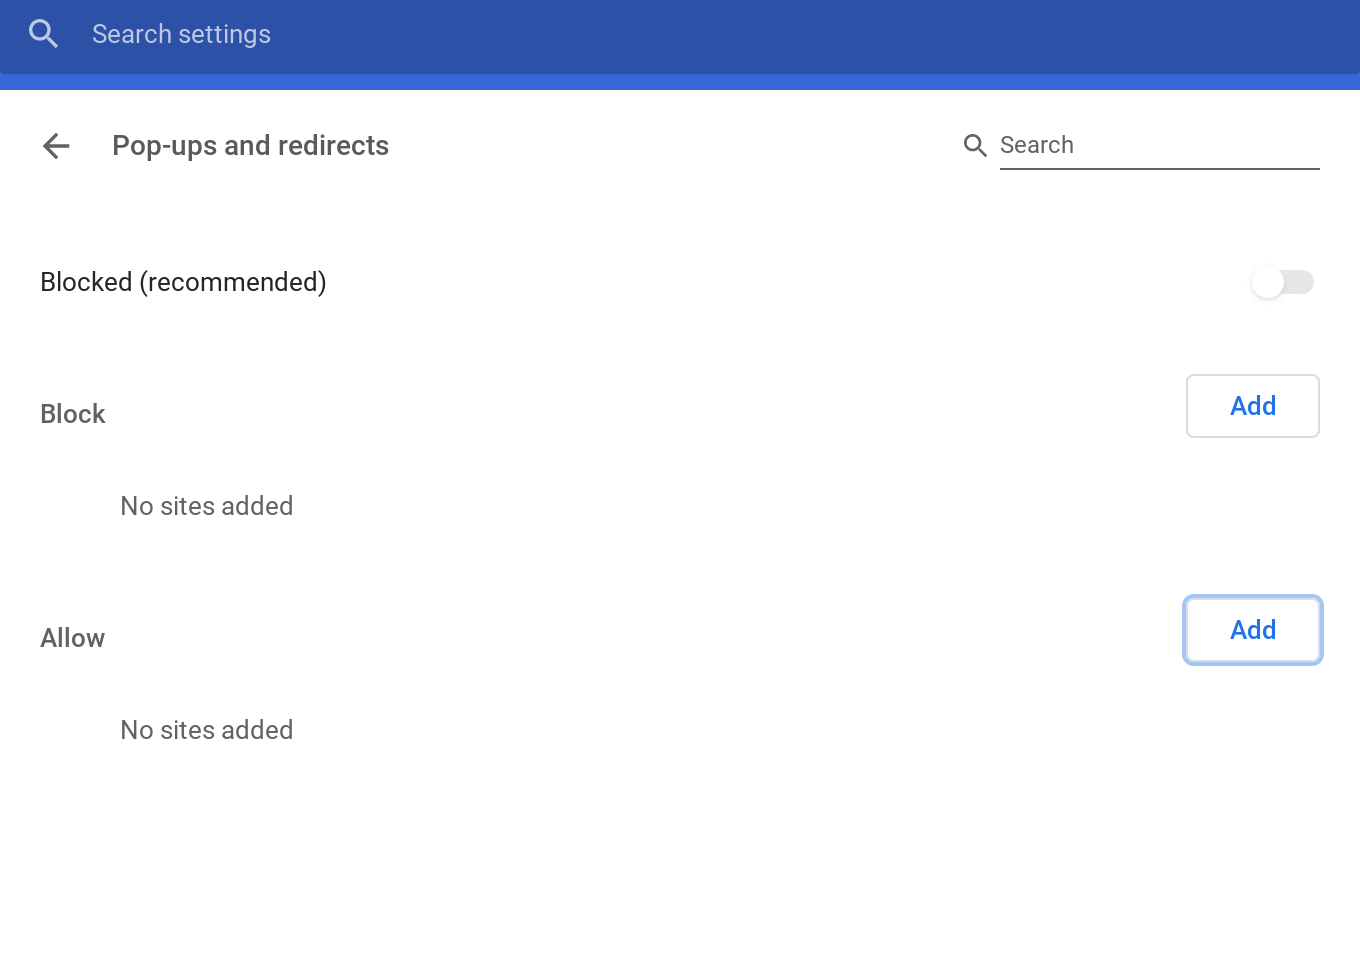 Search settings
Pop-ups and redirects
Search
Blocked (recommended)
Block
Add
No sites added
Allow
Add
No sites added